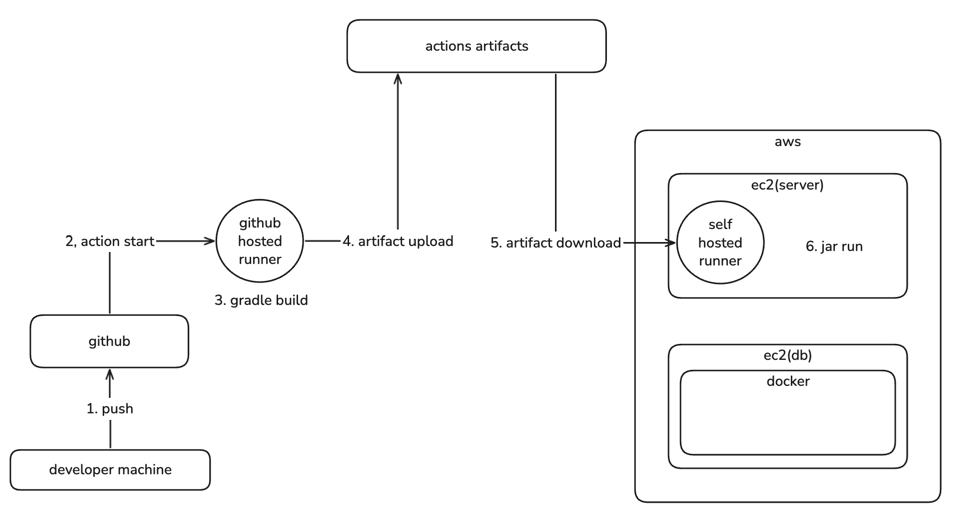 actions artifacts
aws
ec2(server)
github
hosted
runner
self
hosted
runner
2, action start
4. artifact upload
5. artifact download
6. jar run
3. gradle build
github
ec2(db)
docker
1. push
developer machine